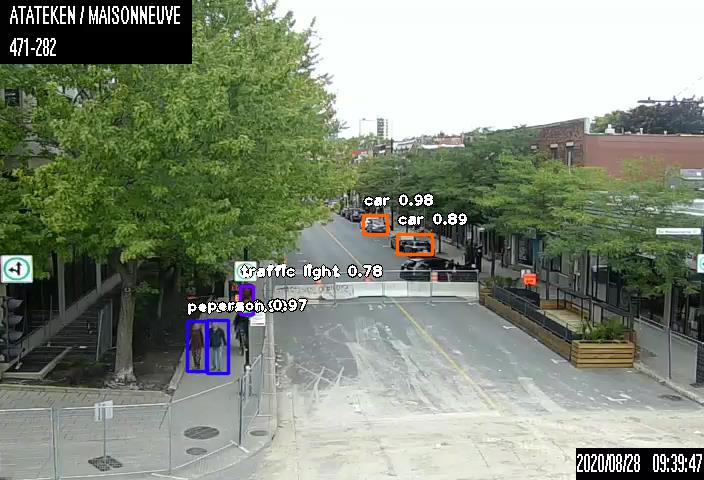 ATATEKEN / MAISONNEUVE
471-282
car 0.98
car 0.89
traffic light 0.78
person 0.97
2020/08/28 09:39:47